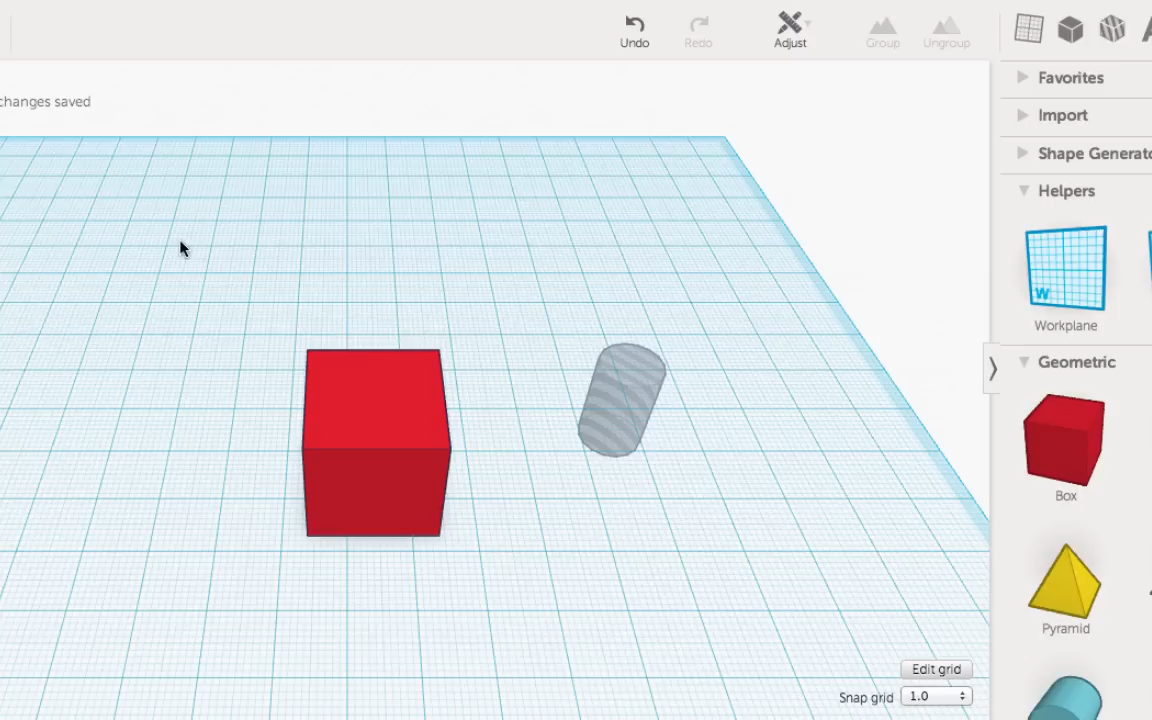 Undo
Redo
Adjust
Group
Ungroup
changes saved
Favorites
Import
Shape Generato
Helpers
W
Workplane
Geometric
Box
Pyramid
Edit grid
Snap grid 1.0